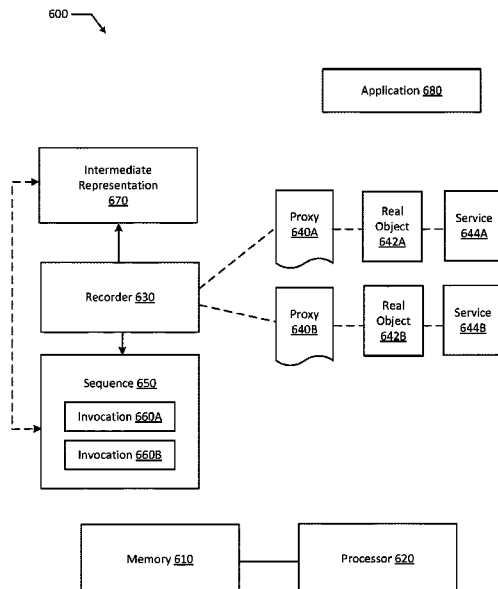 600
Application 680
Intermediate
Representation
670
Proxy
640A
Real
Object
642A
Service
644A
Recorder 630
Proxy
640B
Real
Object
642B
Service
644B
Sequence 650
Invocation 660A
Invocation 660B
Memory 610
Processor 620